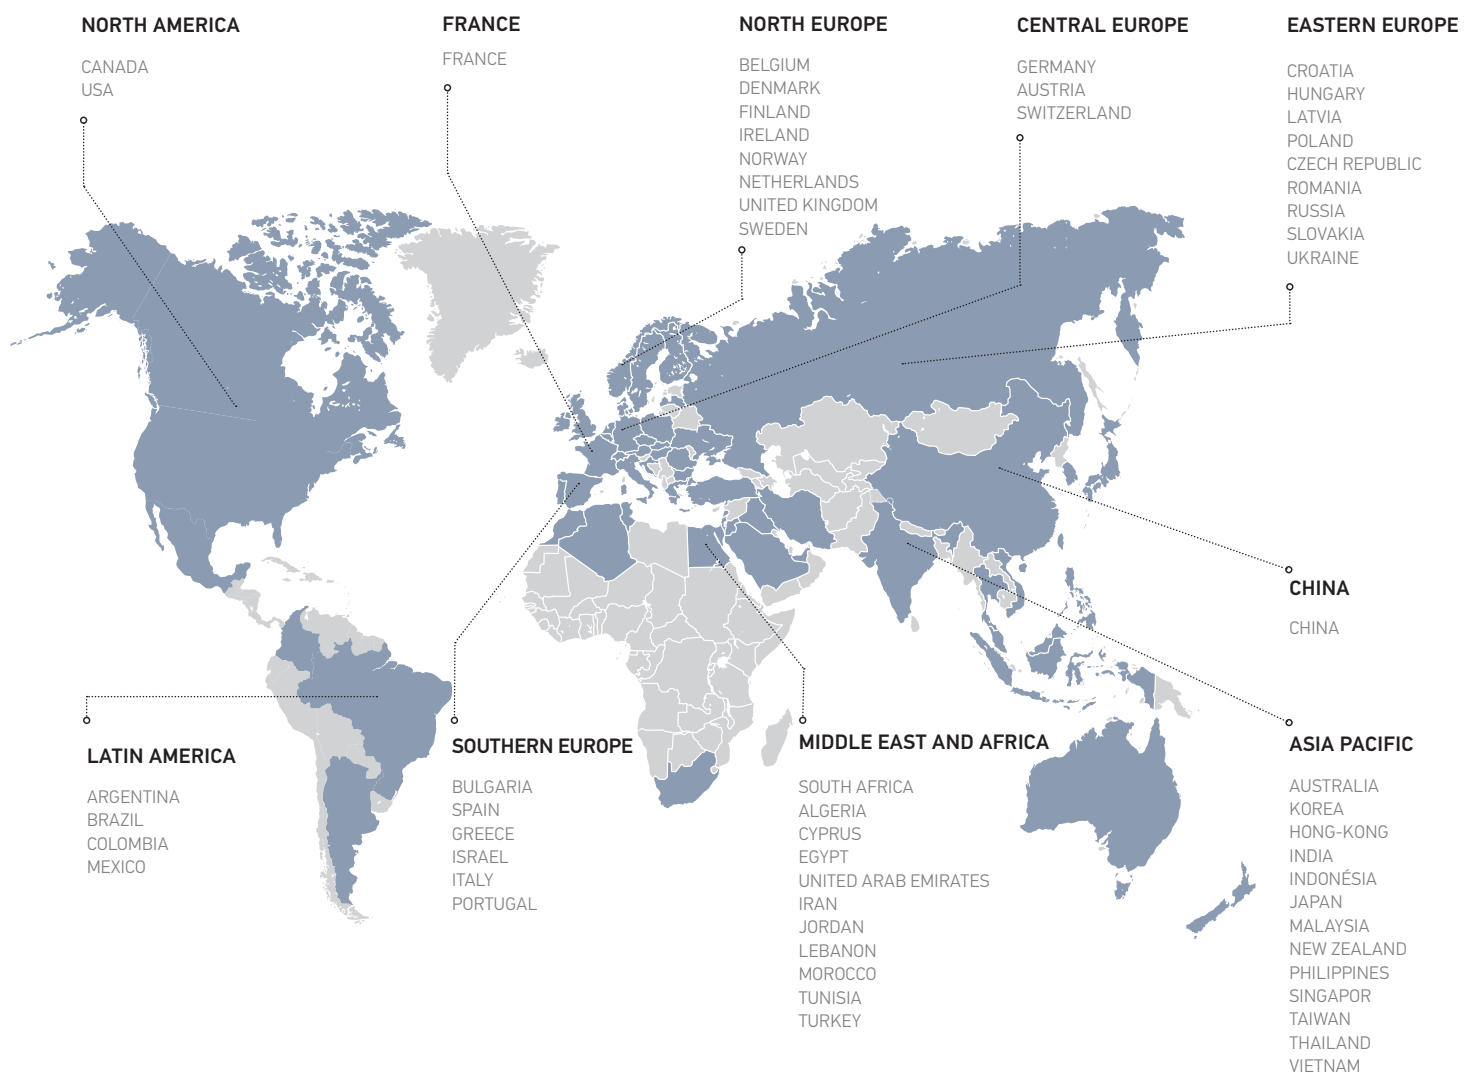 NORTH AMERICA
CANADA
USA
FRANCE
FRANCE
NORTH EUROPE
BELGIUM
DENMARK
FINLAND
IRELAND
NORWAY
NETHERLANDS
UNITED KINGDOM
SWEDEN
CENTRAL EUROPE
GERMANY
AUSTRIA
SWITZERLAND
EASTERN EUROPE
CROATIA
HUNGARY
LATVIA
POLAND
CZECH REPUBLIC
ROMANIA
RUSSIA
SLOVAKIA
UKRAINE
CHINA
CHINA
LATIN AMERICA
ARGENTINA
BRAZIL
COLOMBIA
MEXICO
SOUTHERN EUROPE
BULGARIA
SPAIN
GREECE
ISRAEL
ITALY
PORTUGAL
MIDDLE EAST AND AFRICA
SOUTH AFRICA
ALGERIA
CYPRUS
EGYPT
UNITED ARAB EMIRATES
IRAN
JORDAN
LEBANON
MOROCCO
TUNISIA
TURKEY
ASIA PACIFIC
AUSTRALIA
KOREA
HONG-KONG
INDIA
INDONÉSIA
JAPAN
MALAYSIA
NEW ZEALAND
PHILIPPINES
SINGAPOR
TAIWAN
THAILAND
VIETNAM